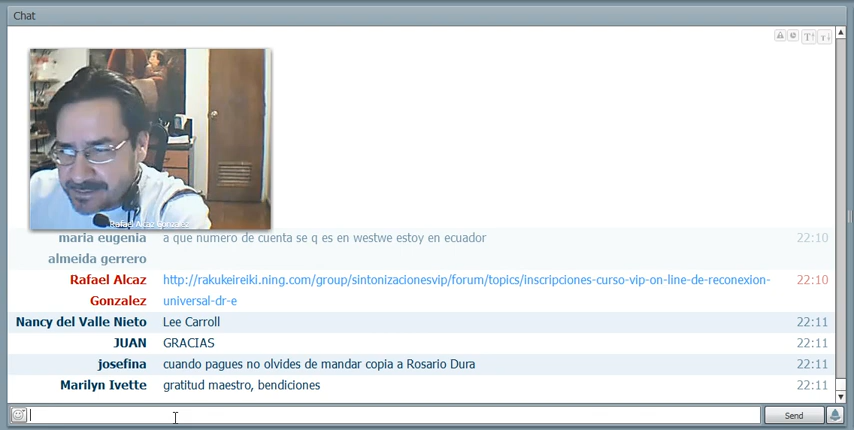 Chat
T↑ T↓
Rafael Alcaz Gonzalez
maria eugenia a que numero de cuenta se q es en westwe estoy en ecuador 22:10
almeida gerrero
Rafael Alcaz http://rakukeireiki.ning.com/group/sintonizacionesvip/forum/topics/inscripciones-curso-vip-on-line-de-reconexion- 22:10
Gonzalez universal-dr-e
Nancy del Valle Nieto Lee Carroll 22:11
JUAN GRACIAS 22:11
josefina cuando pagues no olvides de mandar copia a Rosario Dura 22:11
Marilyn Ivette gratitud maestro, bendiciones 22:11
Send